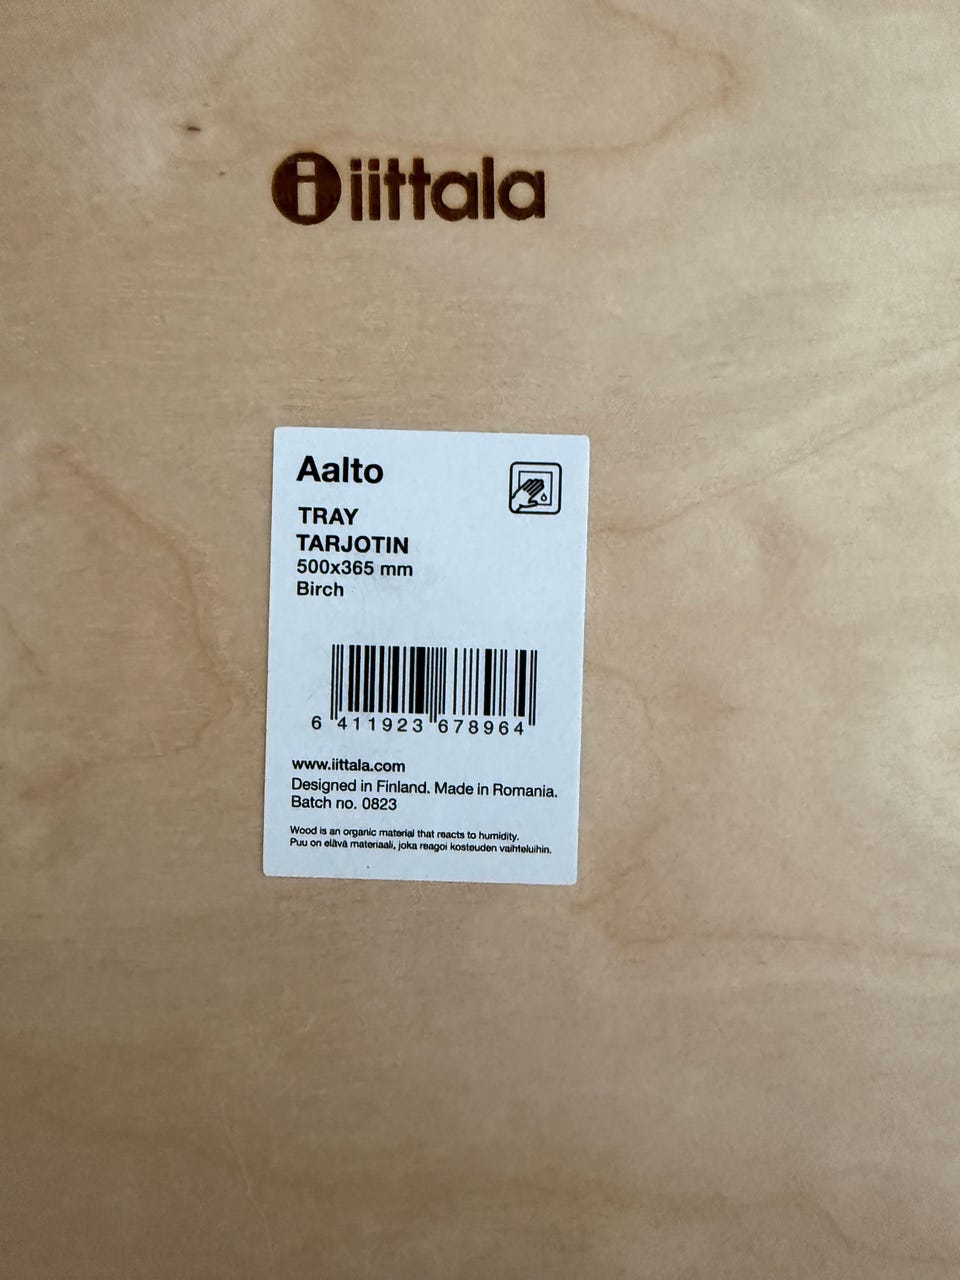 iittala
Aalto
TRAY
TARJOTIN
500x365 mm
Birch
6 411923 678964
www.iittala.com
Designed in Finland. Made in Romania.
Batch no. 0823
Wood is an organic material that reacts to humidity.
Puu on elävä materiaali, joka reagoi kosteuden vaihteluihin.